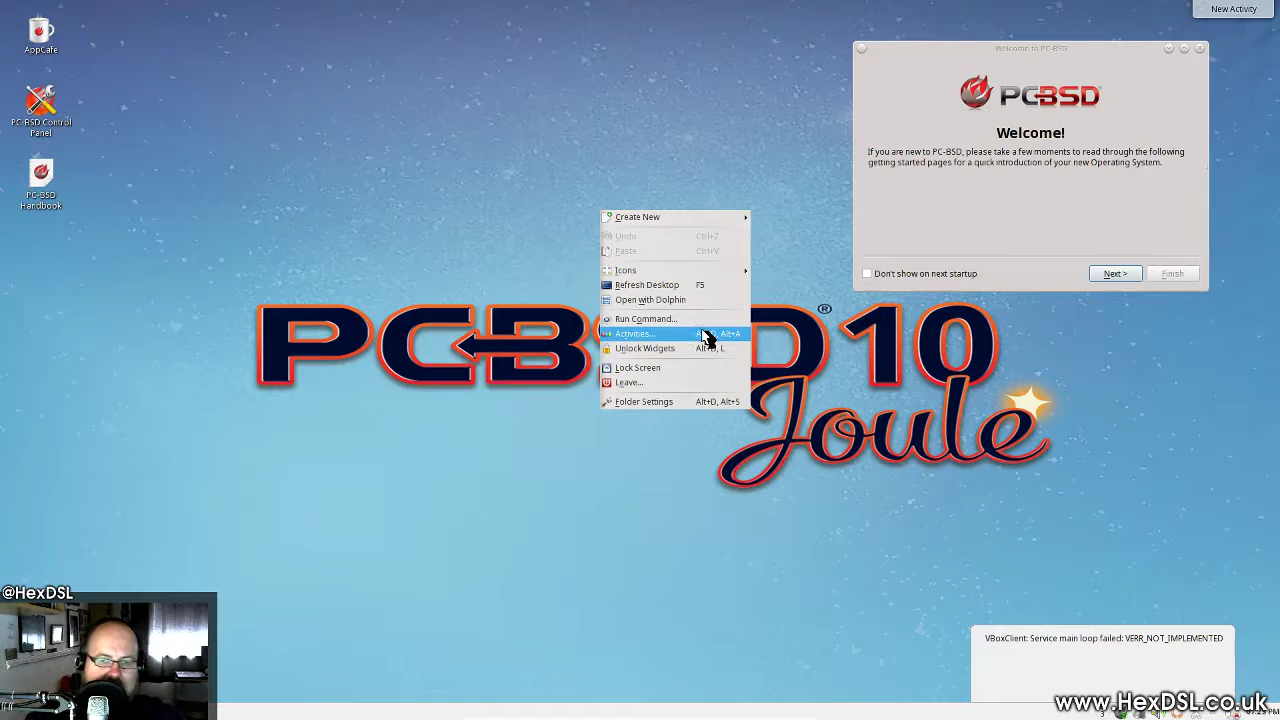 New Activity
AppCafe
PC-BSD Control
Panel
PC-BSD
Handbook
Welcome to PC-BSD
PCBSD
Welcome!
If you are new to PC-BSD, please take a few moments to read through the following
getting started pages for a quick introduction of your new Operating System.
Don't show on next startup
Next >
Finish
Create New
Undo Ctrl+Z
Paste Ctrl+V
Icons
Refresh Desktop F5
Open with Dolphin
Run Command...
Activities... Alt+A
Unlock Widgets Alt+D, L
Lock Screen
Leave...
Folder Settings Alt+D, Alt+S
PCBSD®10
Joule
@HexDSL
VBoxClient: Service main loop failed: VERR_NOT_IMPLEMENTED
www.HexDSL.co.uk